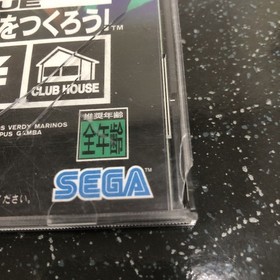 をつくろう!™
CLUB HOUSE
S VERDY MARINOS
PUS GAMBA
推奨年齢
全年齢
ださい。
SEGA